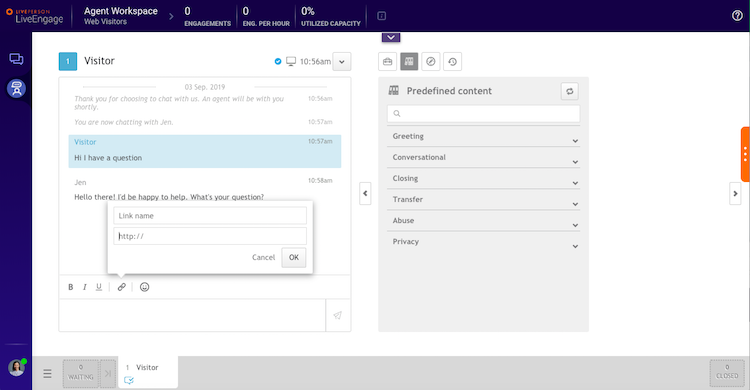 LIVEPERSON
LiveEngage
Agent Workspace
Web Visitors
0
ENGAGEMENTS
0
ENG. PER HOUR
0%
UTILIZED CAPACITY
1 Visitor
10:56am
03 Sep. 2019
Thank you for choosing to chat with us. An agent will be with you shortly.
10:56am
You are now chatting with Jen.
10:57am
Visitor
10:57am
Hi I have a question
Jen
10:58am
Hello there! I'd be happy to help. What's your question?
Link name
http://
Cancel OK
B I U
Predefined content
Greeting
Conversational
Closing
Transfer
Abuse
Privacy
0
WAITING
1 Visitor
0
CLOSED